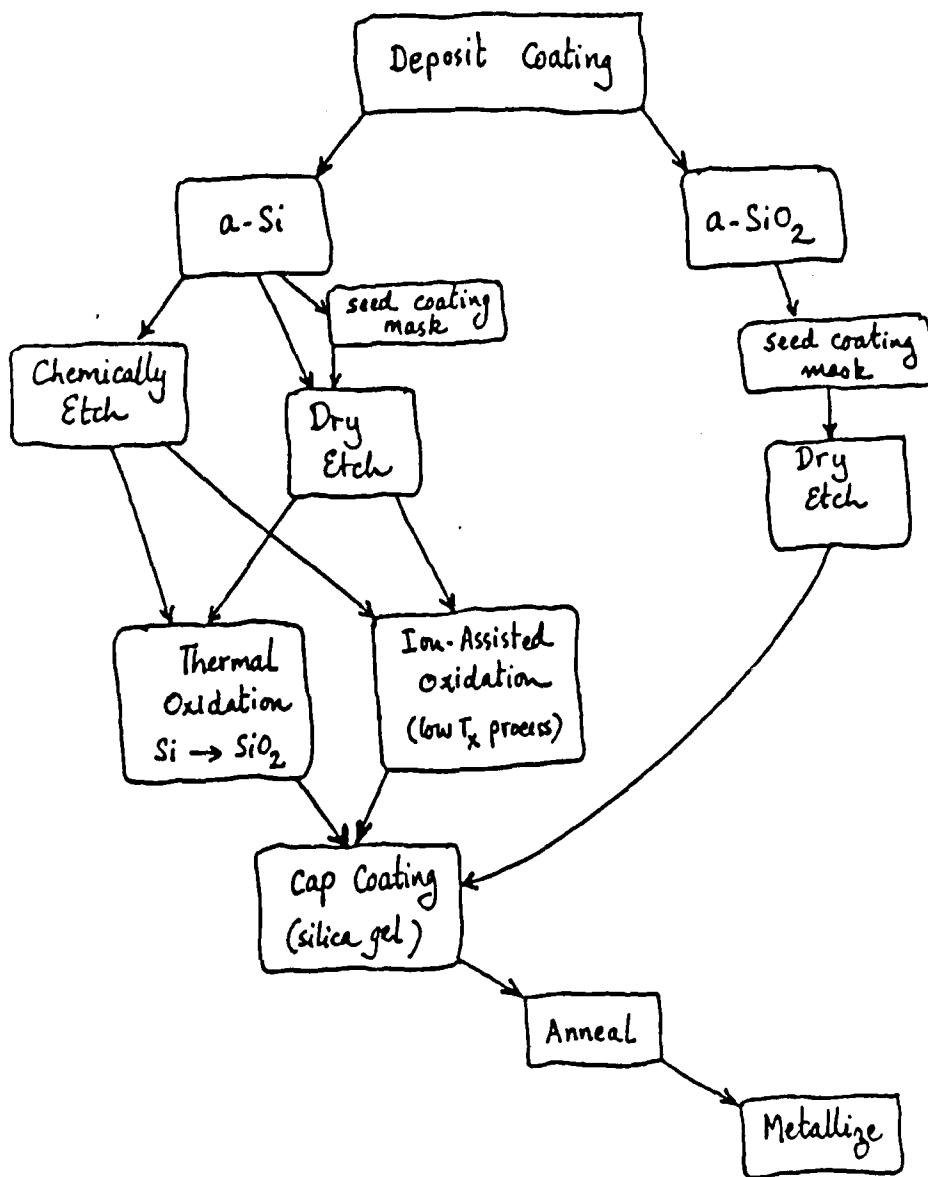 Deposit Coating
a-Si
a-SiO₂
seed coating
mask
seed coating
mask
Chemically
Etch
Dry
Etch
Dry
Etch
Thermal
Oxidation
Si → SiO₂
Ion-Assisted
Oxidation
(low Tₓ process)
Cap Coating
(silica gel)
Anneal
Metallize